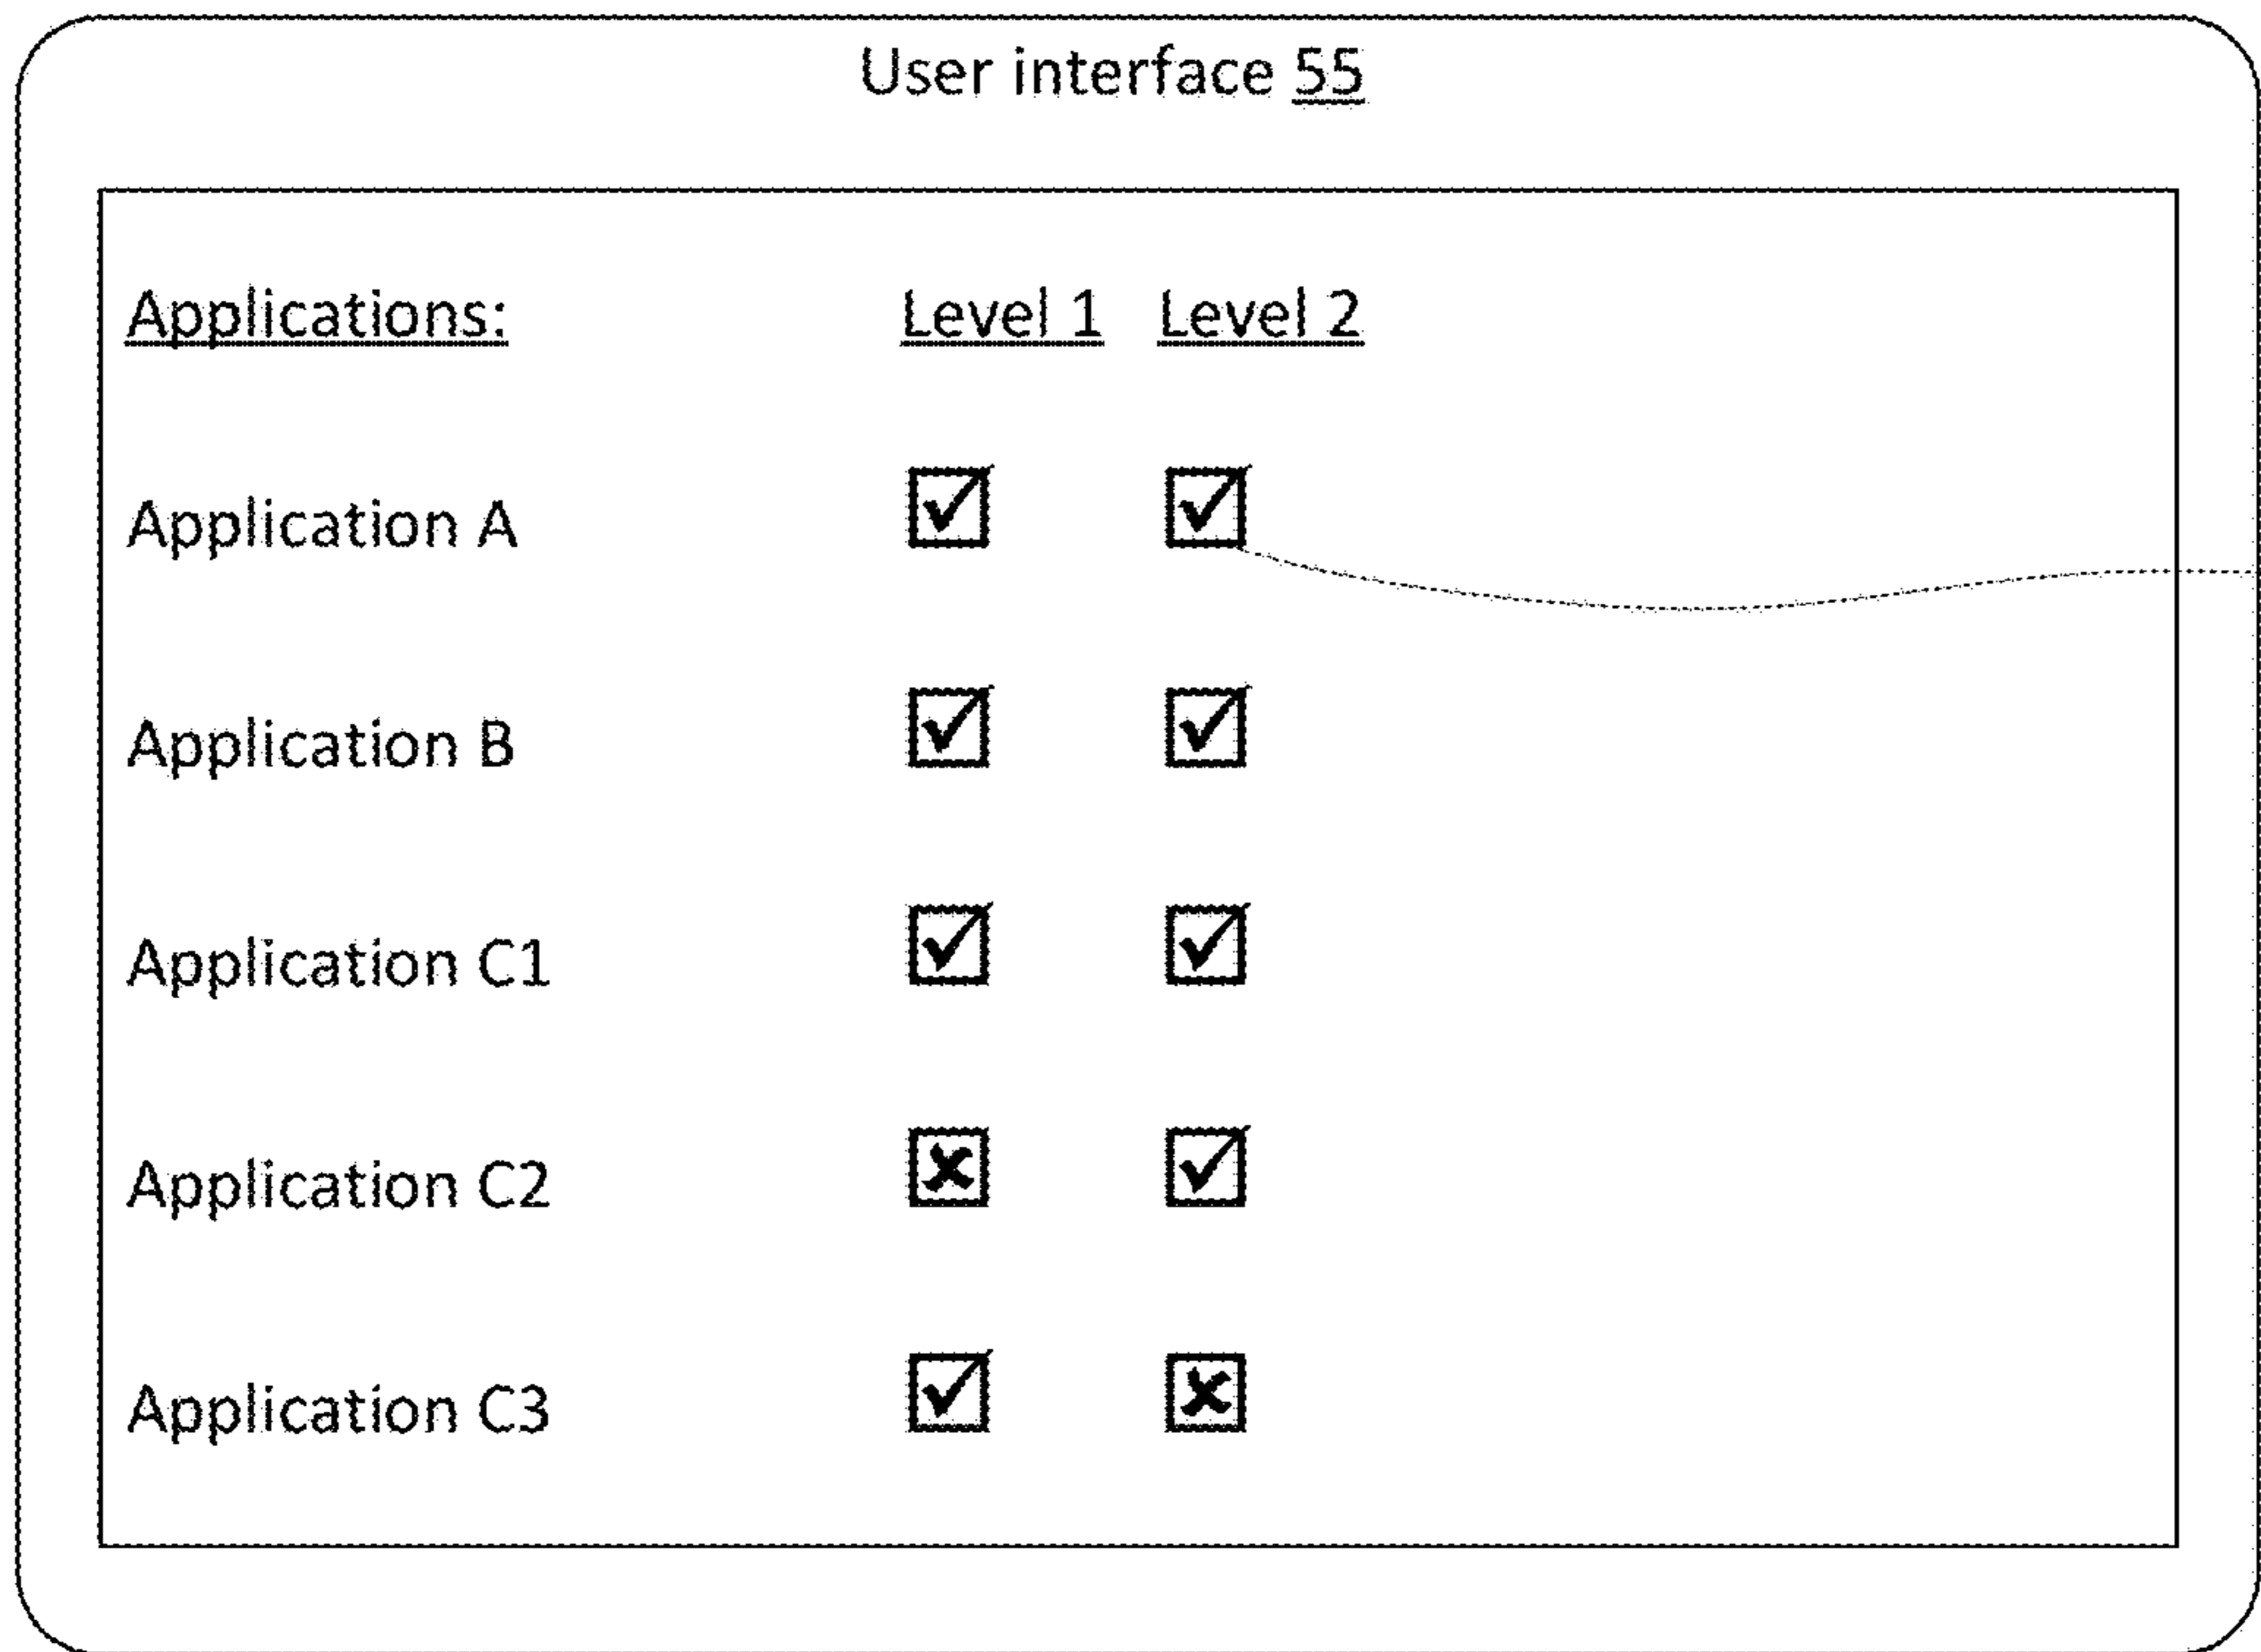 User interface 55
Applications: Level 1 Level 2
Application A ☑ ☑
Application B ☑ ☑
Application C1 ☑ ☑
Application C2 ☒ ☑
Application C3 ☑ ☒